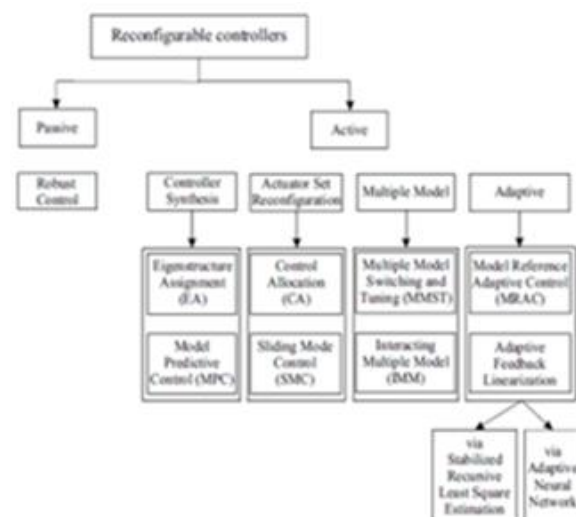 Reconfigurable controllers
Passive
Active
Robust
Control
Controller
Synthesis
Actuator Set
Reconfiguration
Multiple Model
Adaptive
Eigenstructure
Assignment
(EA)
Control
Allocation
(CA)
Multiple Model
Switching and
Tuning (MMST)
Model Reference
Adaptive Control
(MRAC)
Model
Predictive
Control (MPC)
Sliding Mode
Control
(SMC)
Interacting
Multiple Model
(IMM)
Adaptive
Feedback
Linearization
via
Stabilized
Recursive
Least Square
Estimation
via
Adaptive
Neural
Network